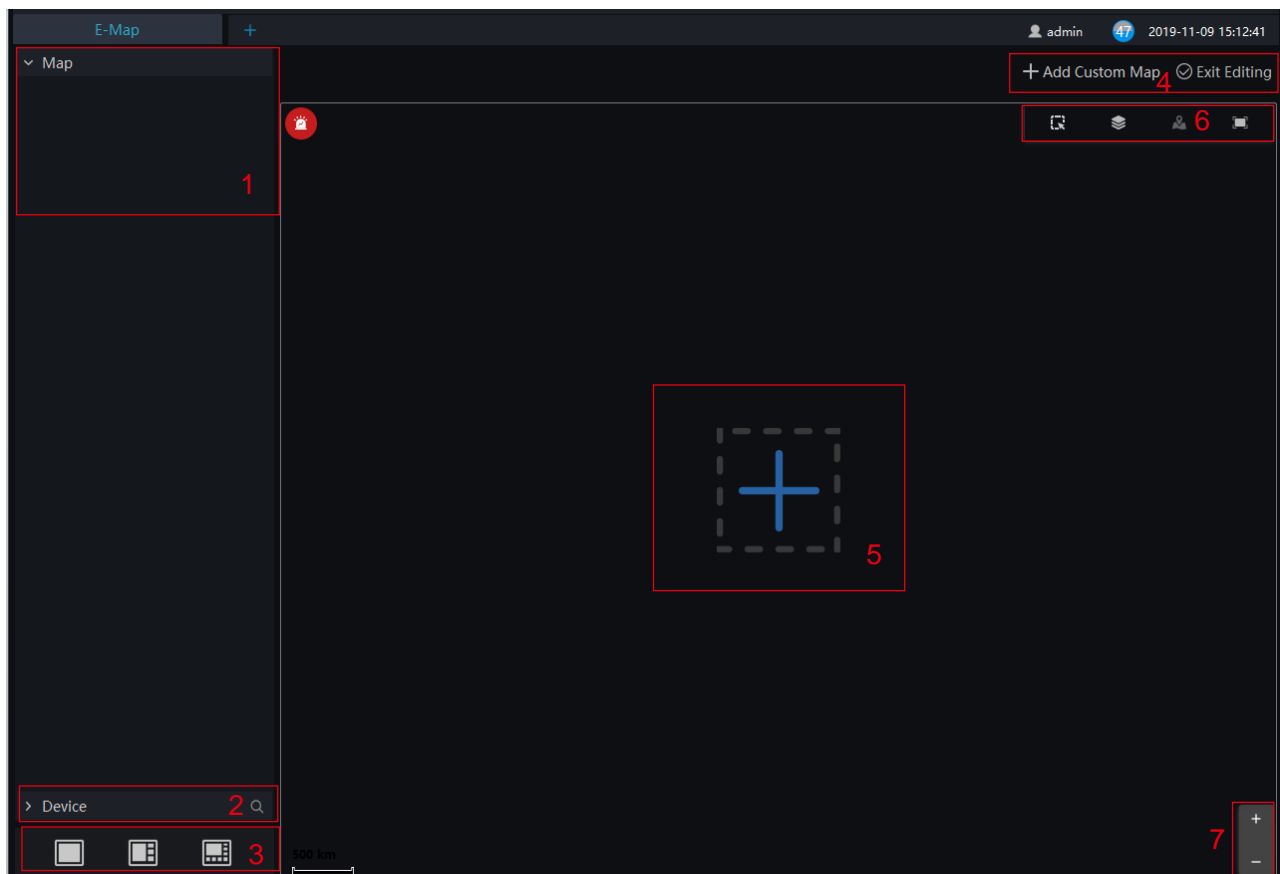 E-Map + admin 47 2019-11-09 15:12:41
Map
+ Add Custom Map Exit Editing
4
6
1
5
Device 2
3
500 km
7
+
−